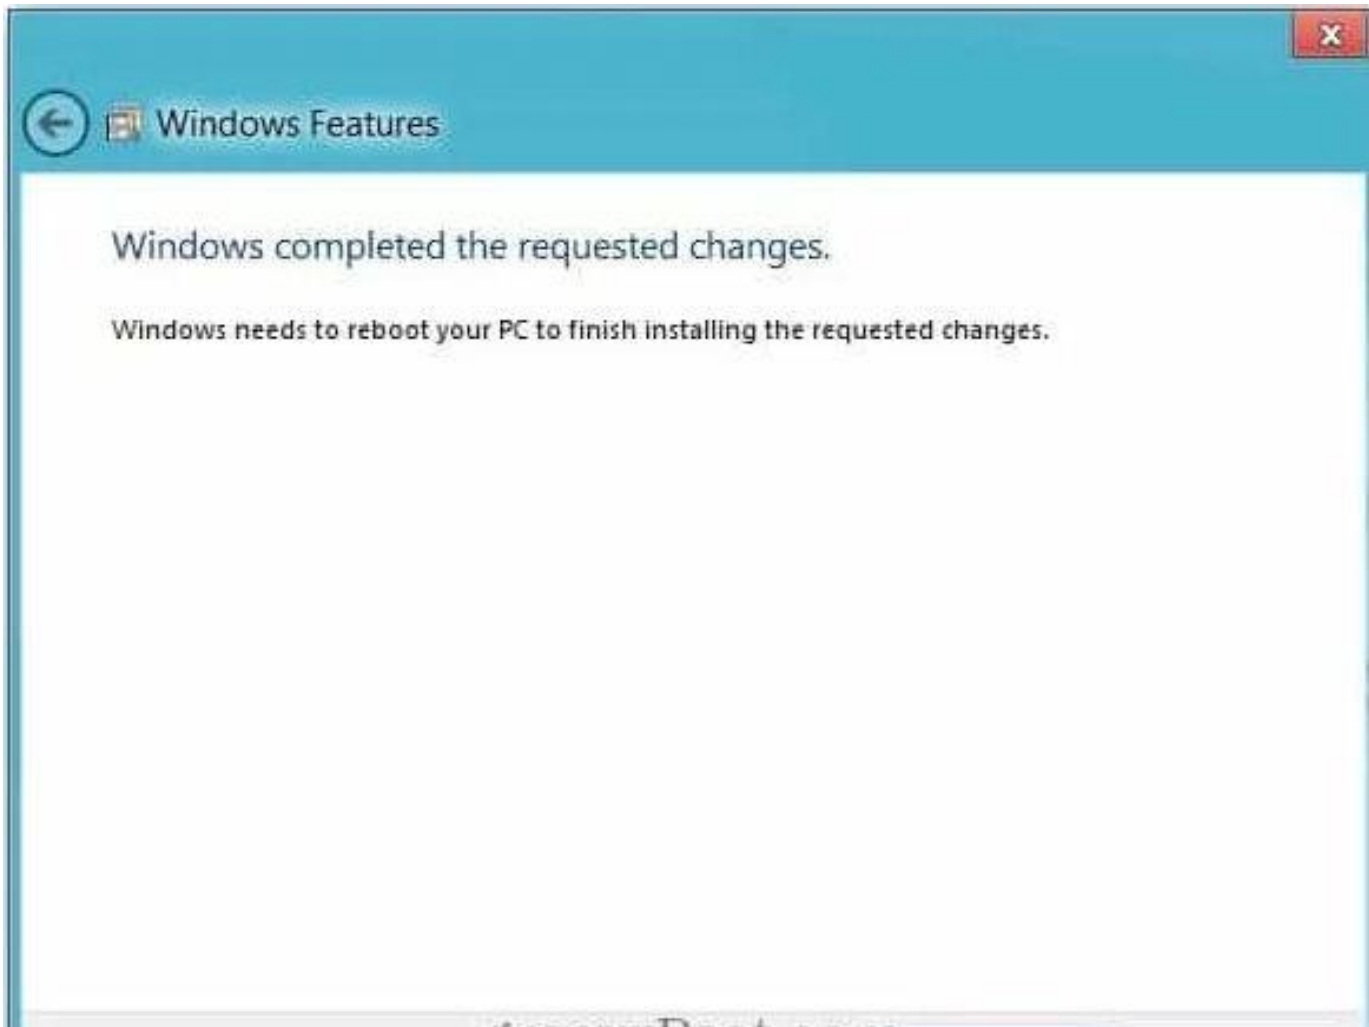 Windows Features
Windows completed the requested changes.
Windows needs to reboot your PC to finish installing the requested changes.